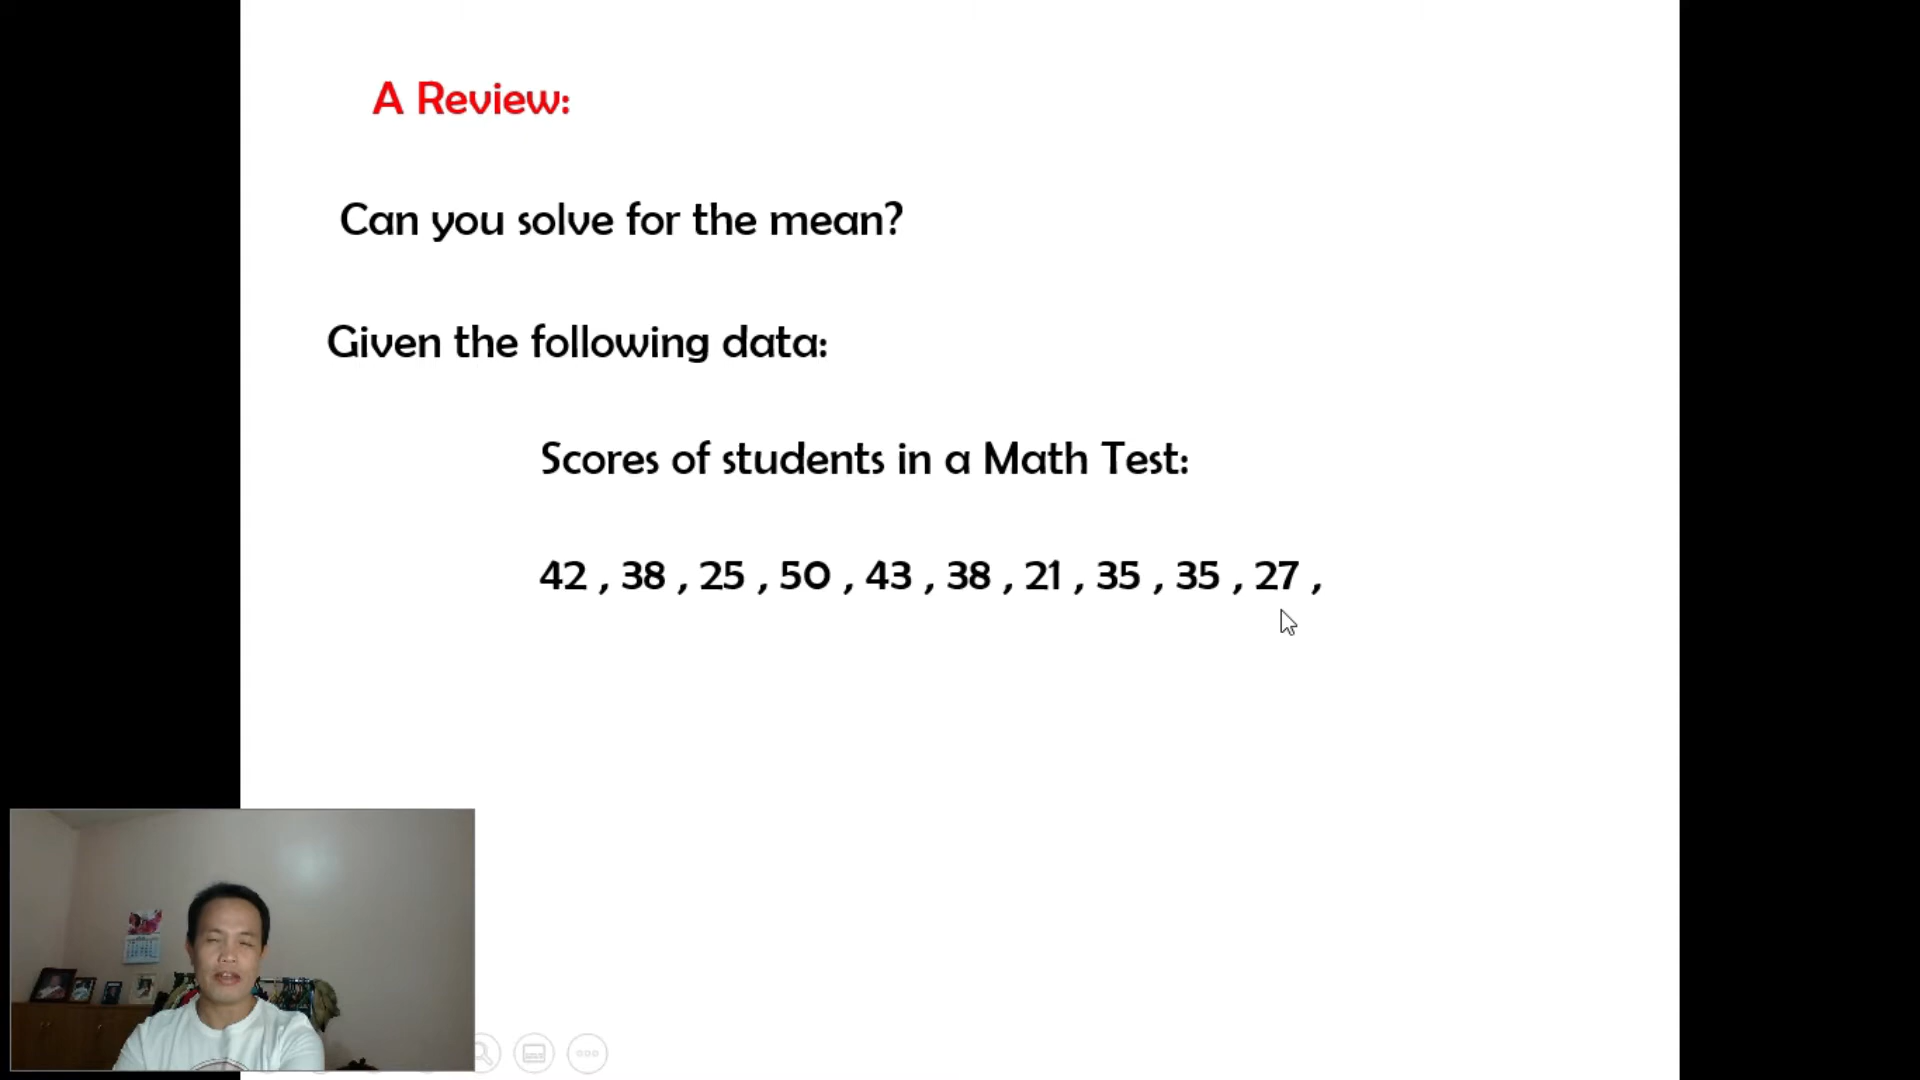 A Review:
Can you solve for the mean?
Given the following data:
Scores of students in a Math Test:
42 , 38 , 25 , 50 , 43 , 38 , 21 , 35 , 35 , 27 ,